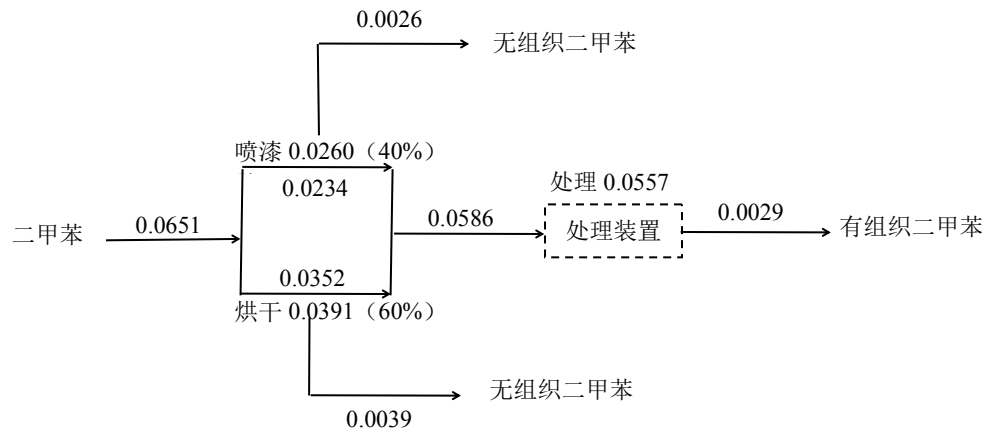 0.0026
无组织二甲苯
喷漆 0.0260（40%）
0.0234
处理 0.0557
二甲苯
0.0651
0.0586
处理装置
0.0029
有组织二甲苯
0.0352
烘干 0.0391（60%）
无组织二甲苯
0.0039